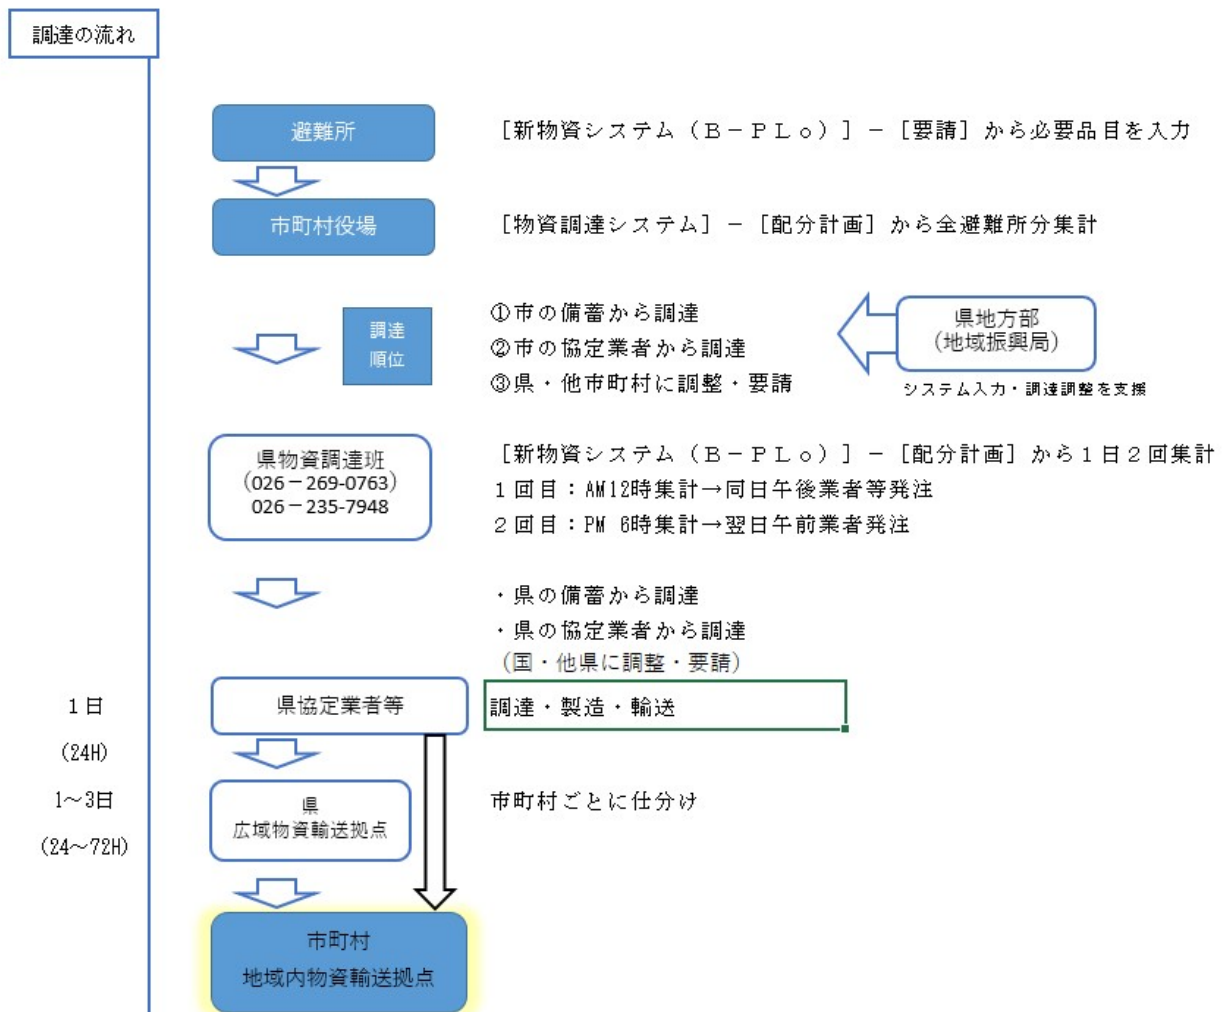 調達の流れ
避難所
［新物資システム（Ｂ－ＰＬｏ）］－［要請］から必要品目を入力
市町村役場
［物資調達システム］－［配分計画］から全避難所分集計
調達
順位
①市の備蓄から調達
②市の協定業者から調達
③県・他市町村に調整・要請
県地方部
(地域振興局)
システム入力・調達調整を支援
県物資調達班
（026－269-0763）
026－235-7948
［新物資システム（Ｂ－ＰＬｏ）］－［配分計画］から１日２回集計
１回目：AM12時集計→同日午後業者等発注
２回目：PM 6時集計→翌日午前業者発注
・県の備蓄から調達
・県の協定業者から調達
（国・他県に調整・要請）
1日
県協定業者等
調達・製造・輸送
(24H)
1～3日
県
広域物資輸送拠点
市町村ごとに仕分け
(24～72H)
市町村
地域内物資輸送拠点